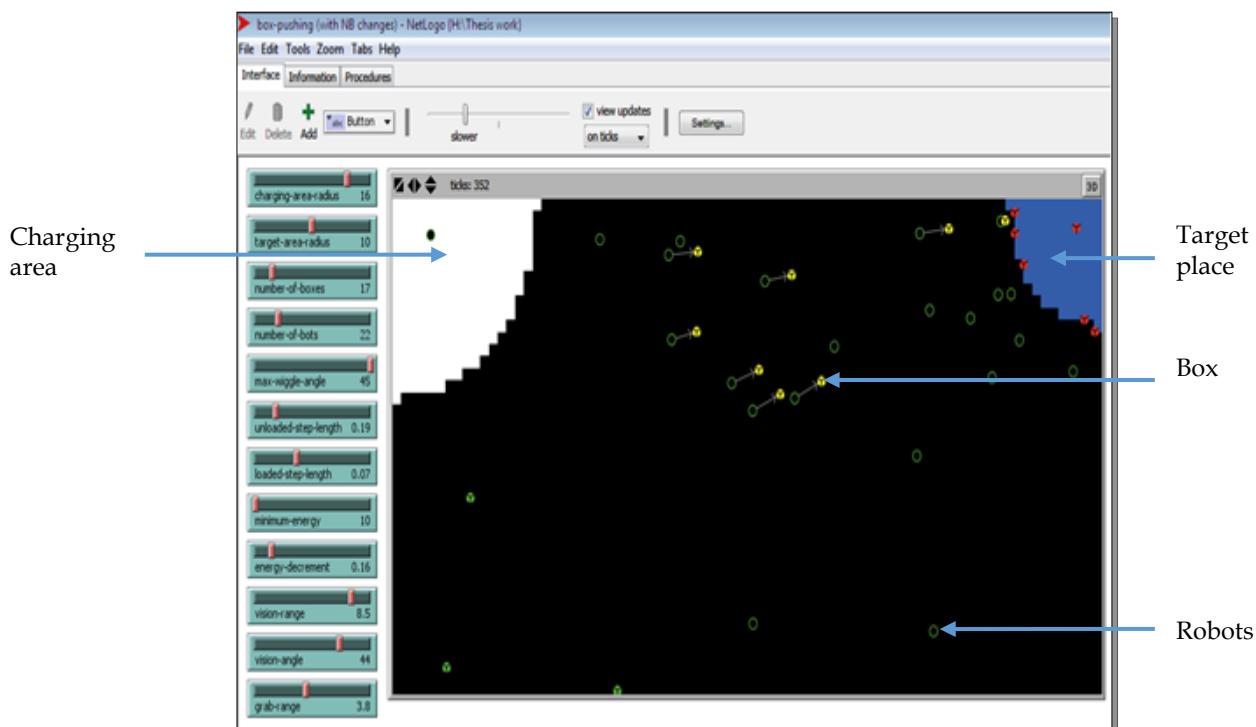 box-pushing (with NB changes) - NetLogo {H:\Thesis work}
File Edit Tools Zoom Tabs Help
Interface Information Procedures
Edit Delete Add
abc Button
slower
view updates
on ticks
Settings...
ticks: 352
3D
charging-area-radius 16
target-area-radius 10
number-of-boxes 17
number-of-bots 22
max-wiggle-angle 45
unloaded-step-length 0.19
loaded-step-length 0.07
minimum-energy 10
energy-decrement 0.16
vision-range 8.5
vision-angle 44
grab-range 3.8
Charging
area
Target
place
Box
Robots